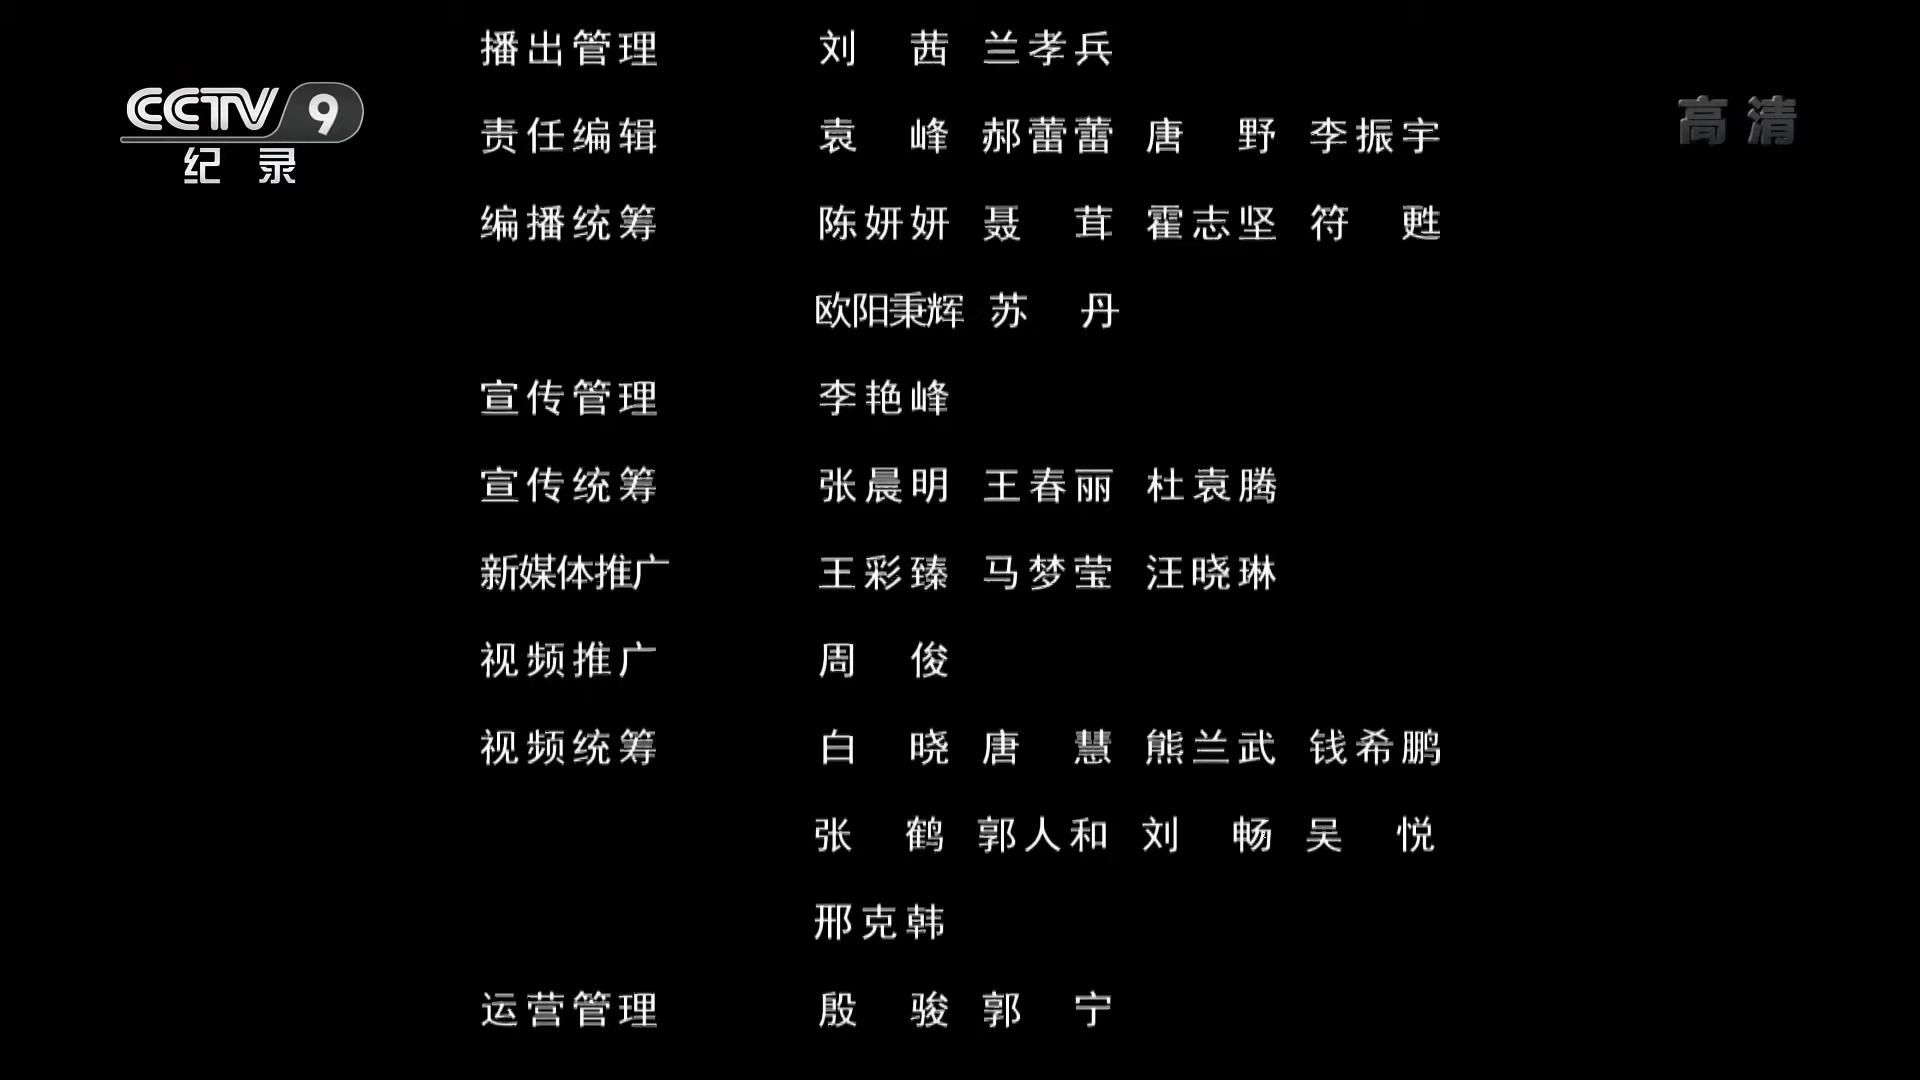 播出管理 刘茜 兰孝兵
CCTV 9
纪录
高清
责任编辑 袁峰 郝蕾蕾 唐野 李振宇
编播统筹 陈妍妍 聂茸 霍志坚 符甦
欧阳秉辉 苏丹
宣传管理 李艳峰
宣传统筹 张晨明 王春丽 杜袁腾
新媒体推广 王彩臻 马梦莹 汪晓琳
视频推广 周俊
视频统筹 白晓 唐慧 熊兰武 钱希鹏
张鹤 郭人和 刘畅 吴悦
邢克韩
运营管理 殷骏 郭宁